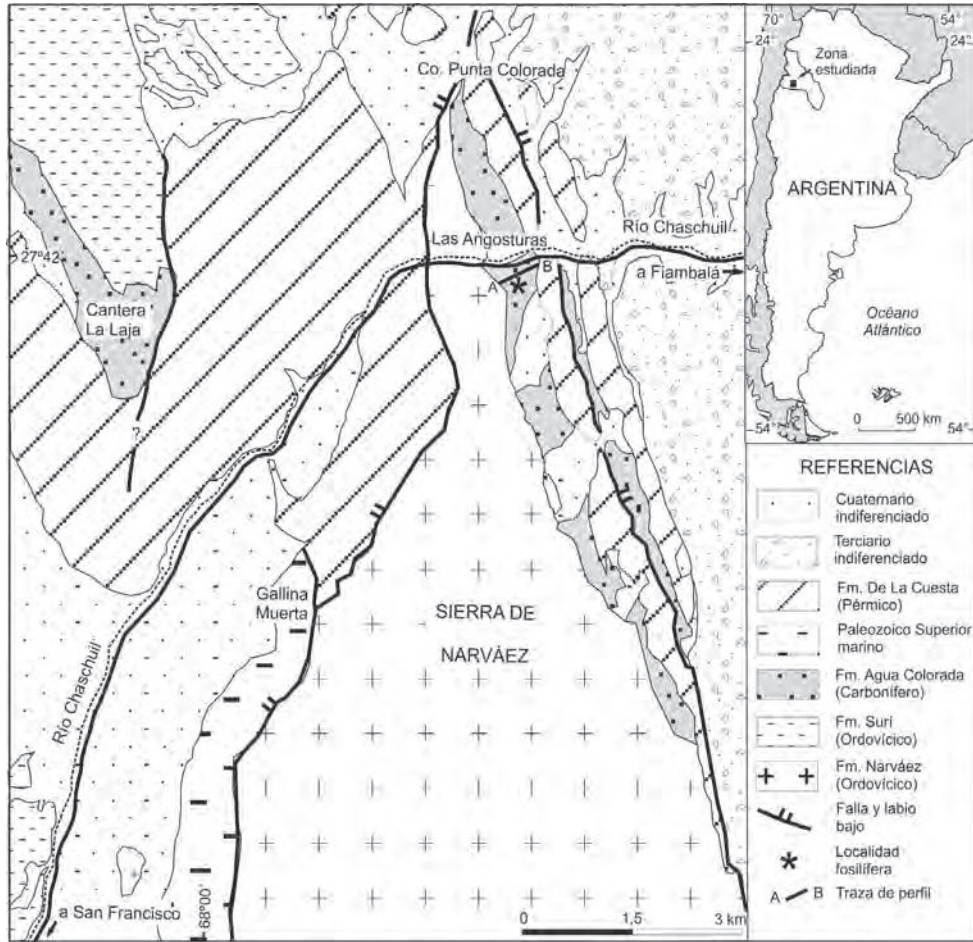 Co. Punta Colorada
Las Angosturas
Río Chaschuil
27°42'
A
B
a Fiambalá
Cantera
La Laja
?
Gallina
Muerta
SIERRA DE
NARVÁEZ
Río Chaschuil
a San Francisco
68°00'
0 1,5 3 km
70°
54°
24°
24°
Zona
estudiada
ARGENTINA
Océano
Atlántico
0 500 km
54°
54°
REFERENCIAS
Cuaternario
indiferenciado
Terciario
indiferenciado
Fm. De La Cuesta
(Pérmico)
Paleozoico Superior
marino
Fm. Agua Colorada
(Carbonífero)
Fm. Suri
(Ordovícico)
Fm. Narváez
(Ordovícico)
Falla y labio
bajo
Localidad
fosilífera
A B Traza de perfil